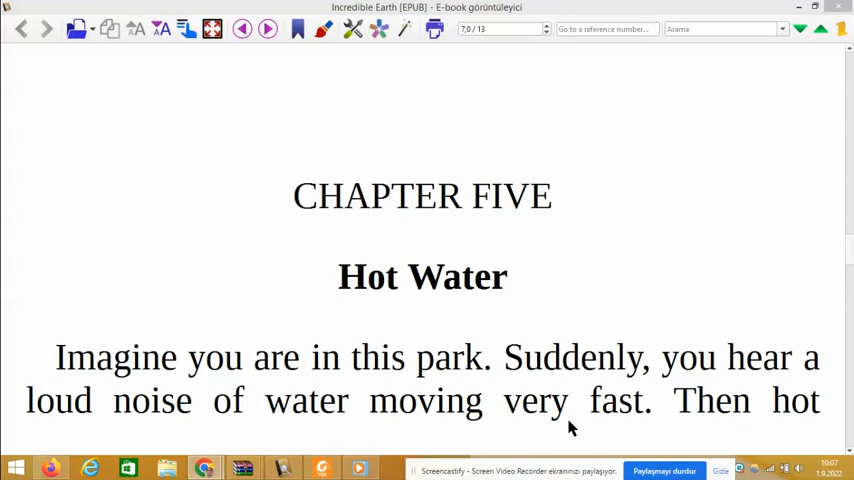 Incredible Earth [EPUB] - E-book görüntüleyici
7,0 / 13
Go to a reference number...
Arama
CHAPTER FIVE
Hot Water
Imagine you are in this park. Suddenly, you hear a
loud noise of water moving very fast. Then hot
Screencastify - Screen Video Recorder ekranınızı paylaşıyor.
Paylaşmayı durdur
Gizle
10:07
1.9.2022